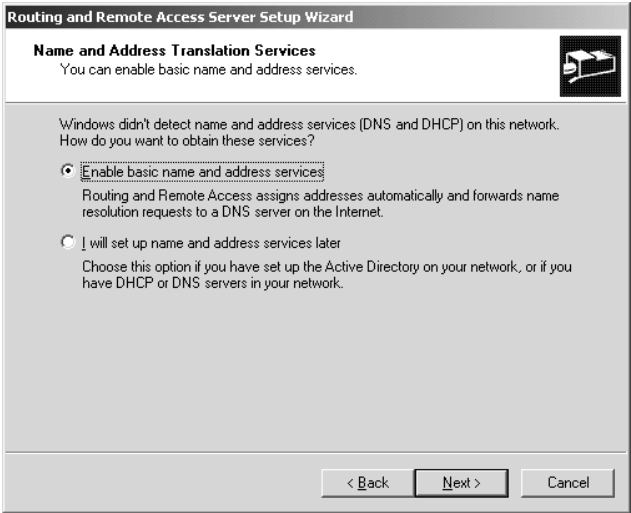 Routing and Remote Access Server Setup Wizard
Name and Address Translation Services
You can enable basic name and address services.
Windows didn't detect name and address services (DNS and DHCP) on this network.
How do you want to obtain these services?
Enable basic name and address services
Routing and Remote Access assigns addresses automatically and forwards name
resolution requests to a DNS server on the Internet.
I will set up name and address services later
Choose this option if you have set up the Active Directory on your network, or if you
have DHCP or DNS servers in your network.
< Back Next > Cancel